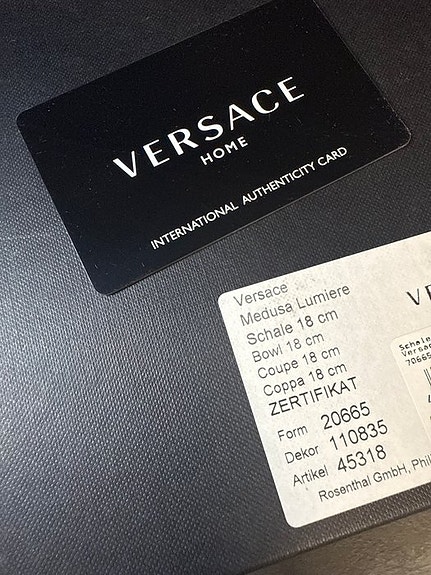 VERSACE
HOME
INTERNATIONAL AUTHENTICITY CARD
Versace
Medusa Lumiere
Schale 18 cm
Bowl 18 cm
Coupe 18 cm
Coppa 18 cm
ZERTIFIKAT
Form 20665
Dekor 110835
Artikel 45318
Rosenthal GmbH,
Schale